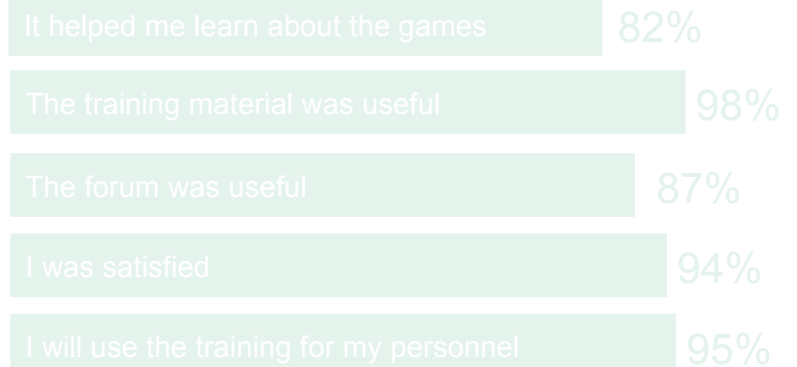 It helped me learn about the games 82%
The training material was useful 98%
The forum was useful 87%
I was satisfied 94%
I will use the training for my personnel 95%